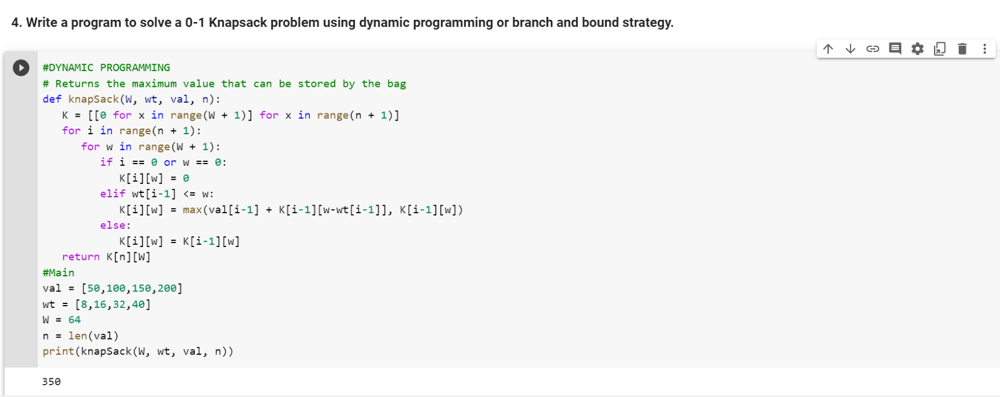 4. Write a program to solve a 0-1 Knapsack problem using dynamic programming or branch and bound strategy.
#DYNAMIC PROGRAMMING
# Returns the maximum value that can be stored by the bag
def knapSack(W, wt, val, n):
   K = [[0 for x in range(W + 1)] for x in range(n + 1)]
   for i in range(n + 1):
      for w in range(W + 1):
         if i == 0 or w == 0:
            K[i][w] = 0
         elif wt[i-1] <= w:
            K[i][w] = max(val[i-1] + K[i-1][w-wt[i-1]], K[i-1][w])
         else:
            K[i][w] = K[i-1][w]
   return K[n][W]
#Main
val = [50,100,150,200]
wt = [8,16,32,40]
W = 64
n = len(val)
print(knapSack(W, wt, val, n))
350